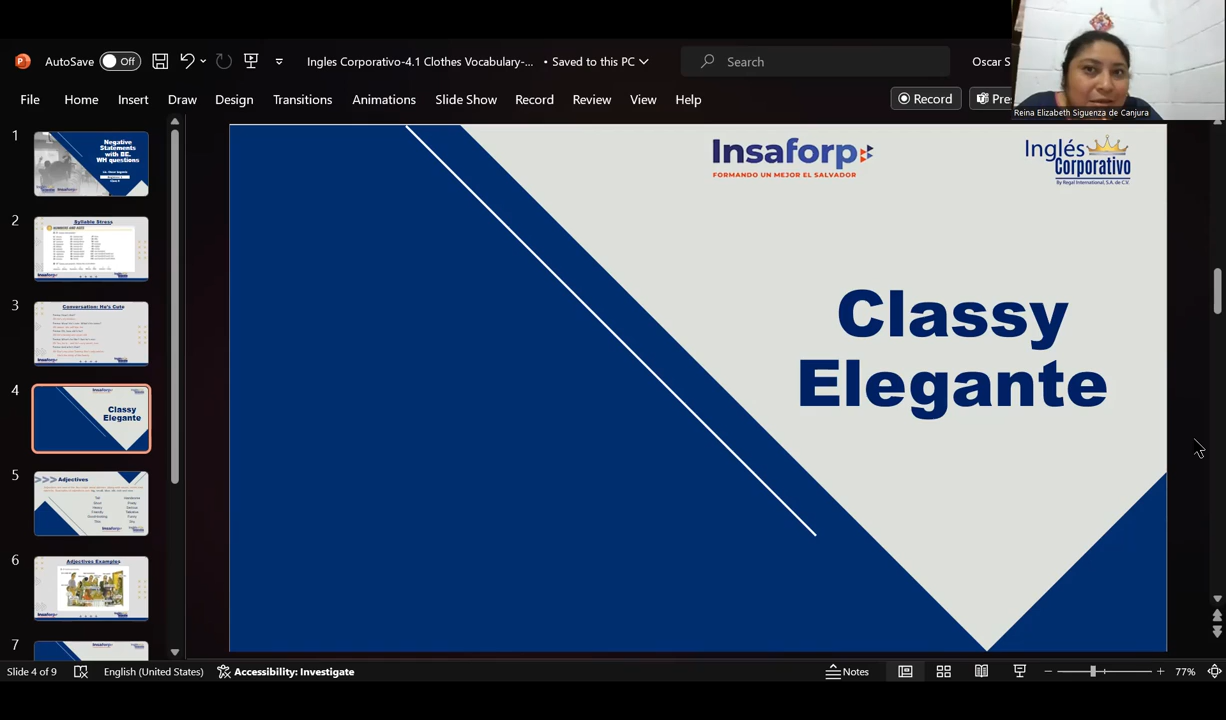 AutoSave Off
Ingles Corporativo-4.1 Clothes Vocabulary-... • Saved to this PC
Search
Oscar S
Reina Elizabeth Siguenza de Canjura
File Home Insert Draw Design Transitions Animations Slide Show Record Review View Help
Record
Pre
1
Negative
Statements
with BE.
WH questions
2
Syllable Stress
3
Conversation: He's Cute
4
Classy
Elegante
5
Adjectives
6
Adjectives Examples
7
Insaforp
FORMANDO UN MEJOR EL SALVADOR
Inglés
Corporativo
By Regal International, S.A. de C.V.
Classy
Elegante
Slide 4 of 9
English (United States)
Accessibility: Investigate
Notes
77%